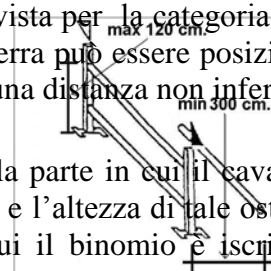 vista per la categoria
max 120 cm.
erra può essere posizi
una distanza non infer
min 300 cm.
la parte in cui il cava
e l'altezza di tale ost
ui il binomio è iscri